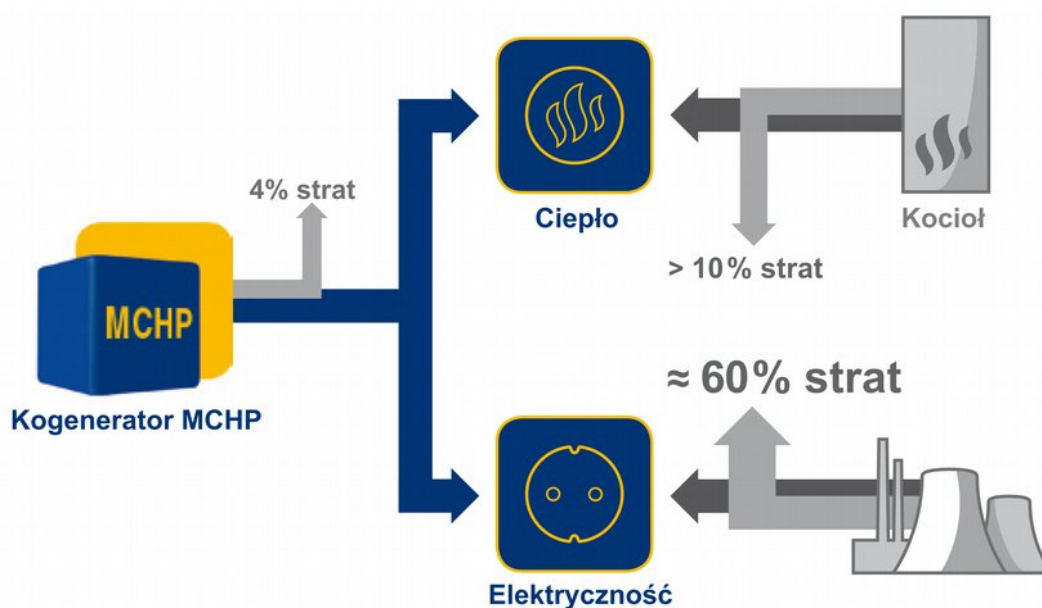 4% strat
MCHP
Kogenerator MCHP
Ciepło
Kocioł
> 10% strat
≈ 60% strat
Elektryczność